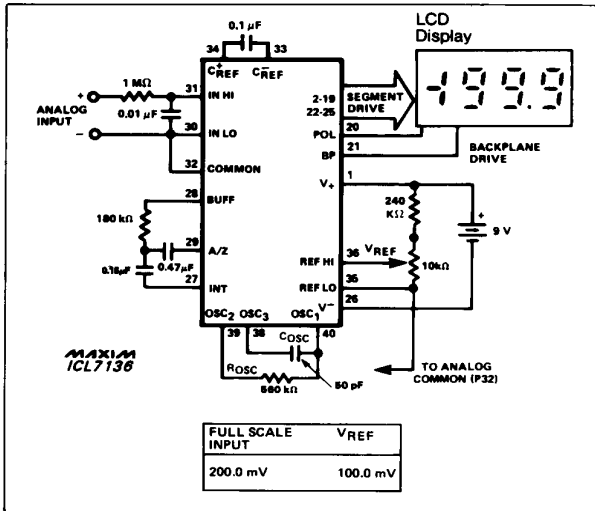 LCD
Display
-199.9
0.1 µF
34
33
C+REF
C-REF
1 MΩ
+
ANALOG
INPUT
-
0.01 µF
31
IN HI
30
IN LO
32
COMMON
28
BUFF
180 kΩ
29
A/Z
0.47µF
27
INT
2-19
22-25
SEGMENT
DRIVE
POL
20
BP
21
BACKPLANE
DRIVE
V+
1
240
KΩ
+
9 V
REF HI
36
VREF
10kΩ
REF LO
35
V-
26
OSC2
OSC3
OSC1
39
38
40
COSC
ROSC
50 pF
560 kΩ
MAXIM
ICL7136
TO ANALOG
COMMON (P32)
FULL SCALE
INPUT
VREF
200.0 mV
100.0 mV